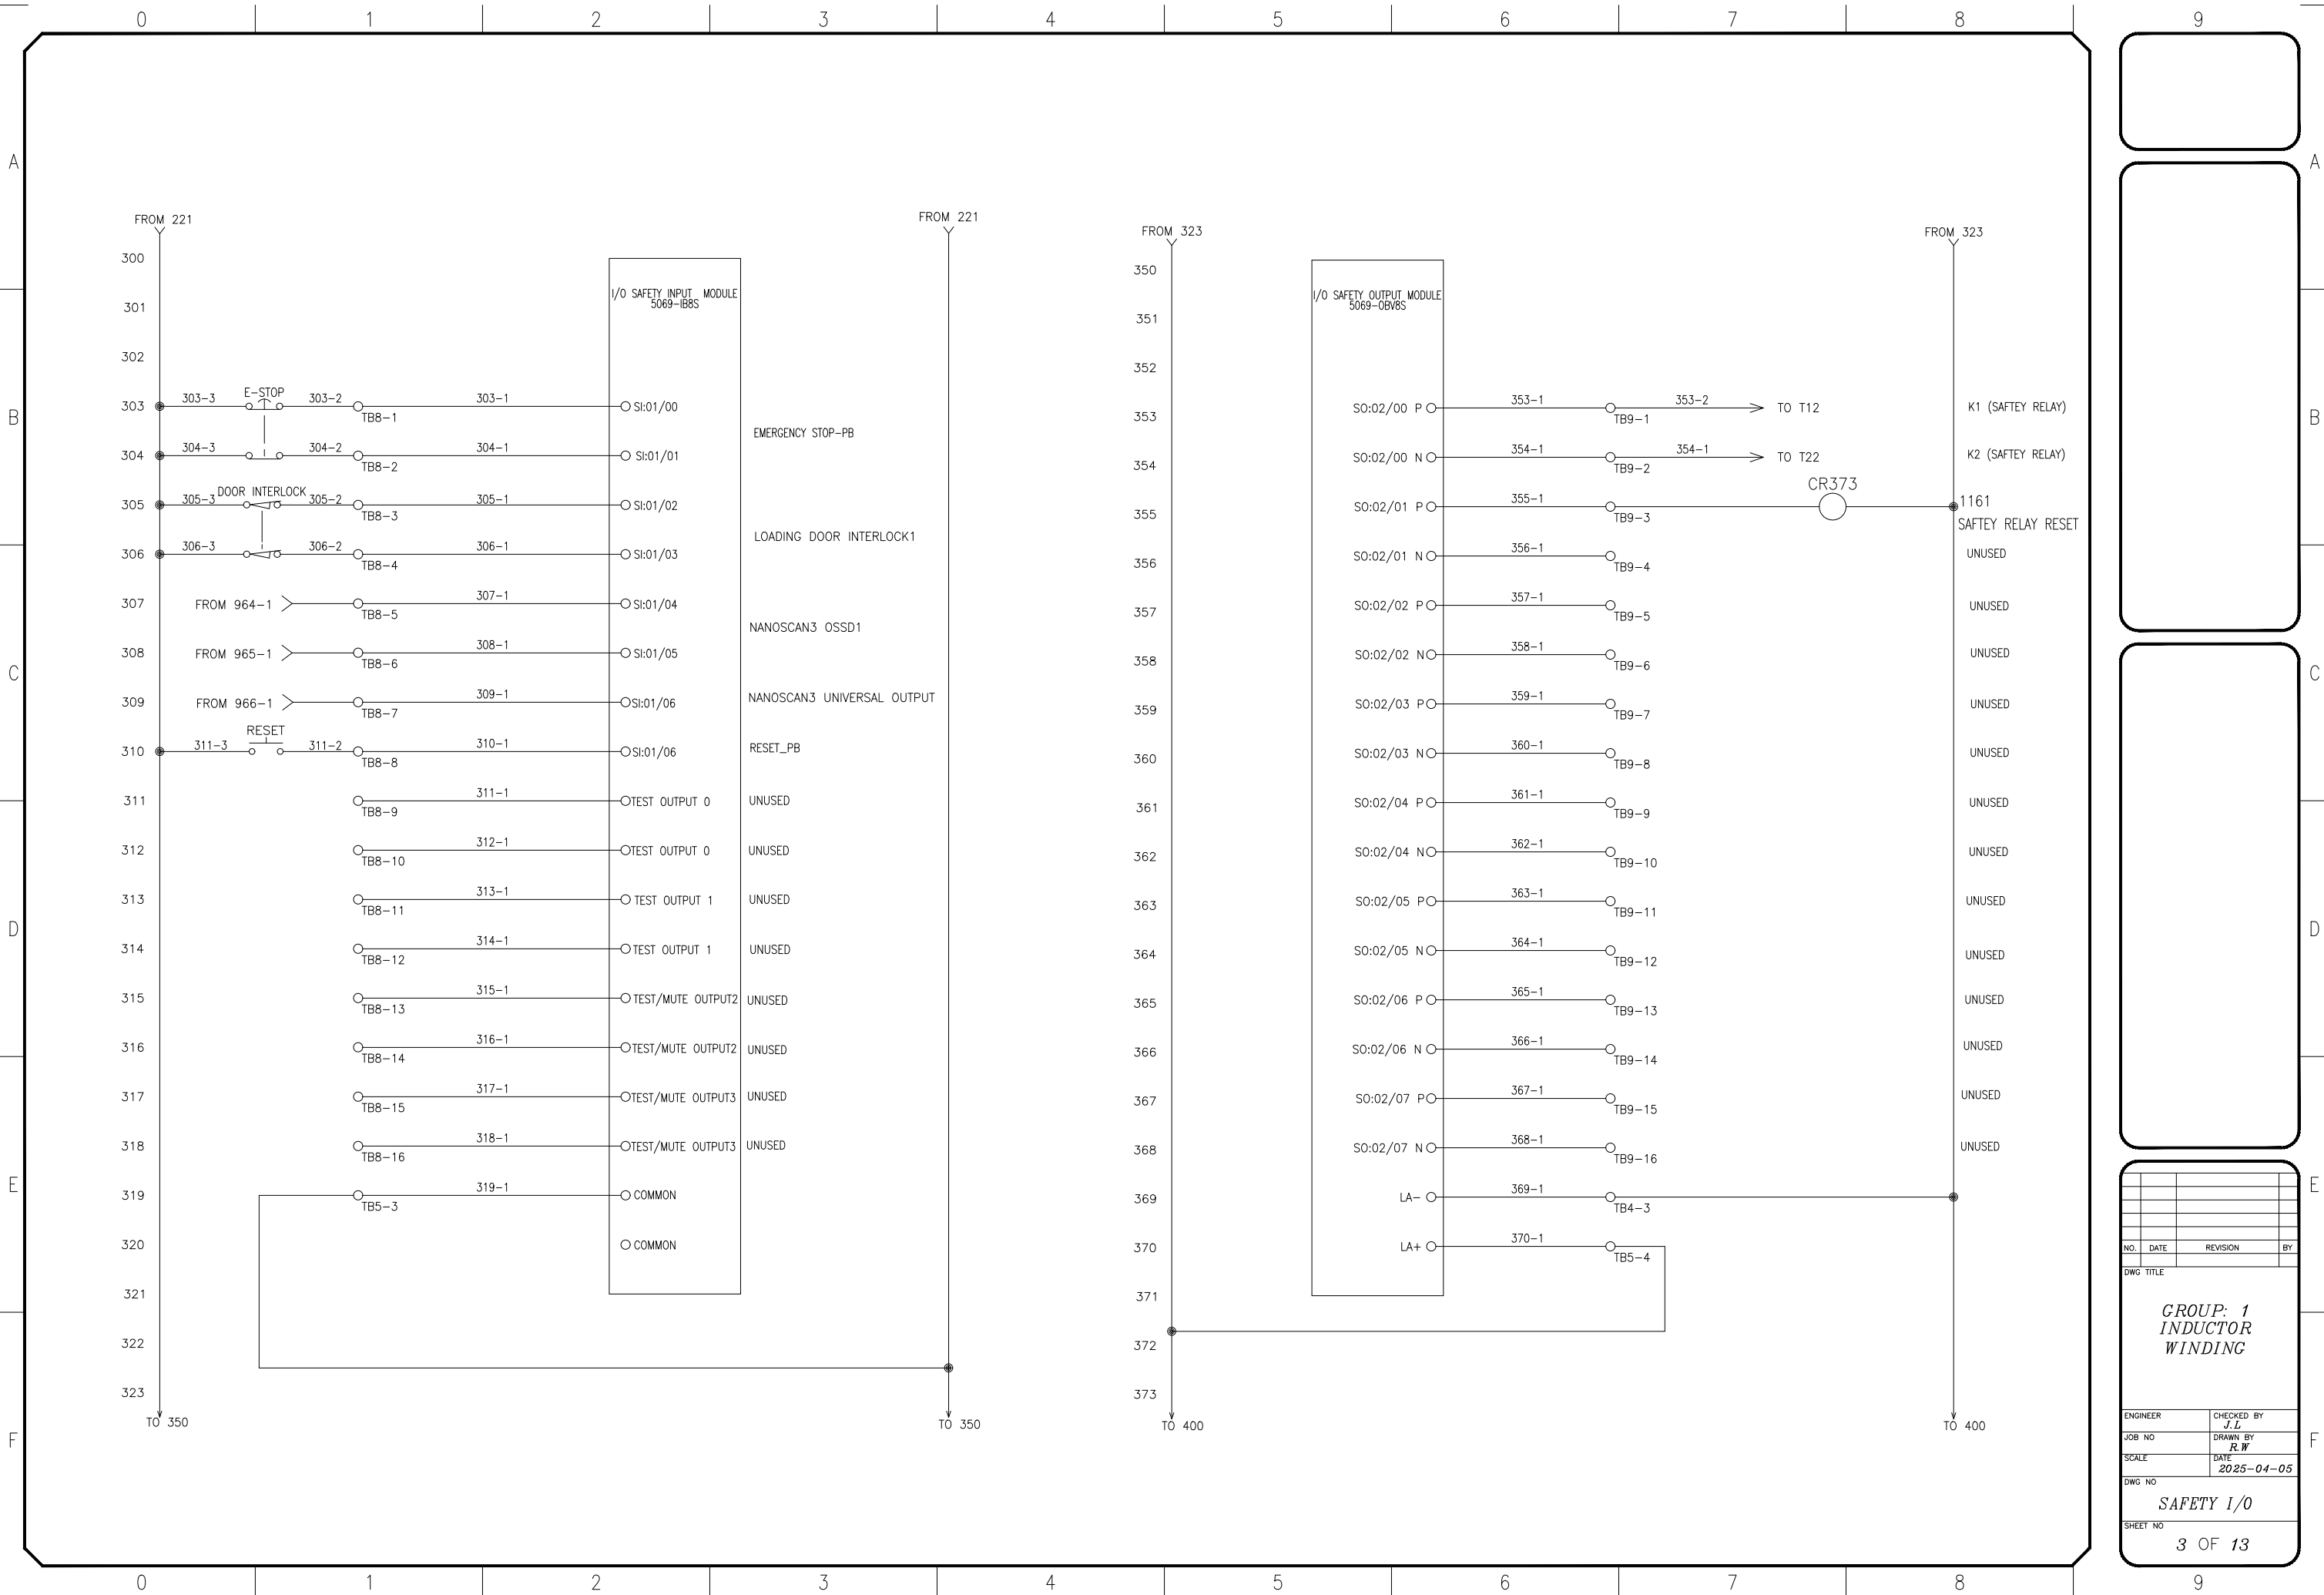 0 1 2 3 4 5 6 7 8 9
A A
B B
C C
D D
E E
F F
FROM 221 FROM 221
300
I/O SAFETY INPUT MODULE
5069-IB8S
301
302
303 303-3 E-STOP 303-2 TB8-1 303-1 SI:01/00
EMERGENCY STOP-PB
304 304-3 304-2 TB8-2 304-1 SI:01/01
305 305-3 DOOR INTERLOCK 305-2 TB8-3 305-1 SI:01/02
LOADING DOOR INTERLOCK1
306 306-3 306-2 TB8-4 306-1 SI:01/03
307 FROM 964-1 TB8-5 307-1 SI:01/04
NANOSCAN3 OSSD1
308 FROM 965-1 TB8-6 308-1 SI:01/05
309 FROM 966-1 TB8-7 309-1 SI:01/06 NANOSCAN3 UNIVERSAL OUTPUT
310 311-3 RESET 311-2 TB8-8 310-1 SI:01/06 RESET_PB
311 TB8-9 311-1 TEST OUTPUT 0 UNUSED
312 TB8-10 312-1 TEST OUTPUT 0 UNUSED
313 TB8-11 313-1 TEST OUTPUT 1 UNUSED
314 TB8-12 314-1 TEST OUTPUT 1 UNUSED
315 TB8-13 315-1 TEST/MUTE OUTPUT2 UNUSED
316 TB8-14 316-1 TEST/MUTE OUTPUT2 UNUSED
317 TB8-15 317-1 TEST/MUTE OUTPUT3 UNUSED
318 TB8-16 318-1 TEST/MUTE OUTPUT3 UNUSED
319 TB5-3 319-1 COMMON
320 COMMON
321
322
323
TO 350 TO 350
FROM 323 FROM 323
350
I/O SAFETY OUTPUT MODULE
5069-OBV8S
351
352
353 SO:02/00 P 353-1 TB9-1 353-2 TO T12 K1 (SAFTEY RELAY)
354 SO:02/00 N 354-1 TB9-2 354-1 TO T22 K2 (SAFTEY RELAY)
355 SO:02/01 P 355-1 TB9-3 CR373 1161
SAFTEY RELAY RESET
356 SO:02/01 N 356-1 TB9-4 UNUSED
357 SO:02/02 P 357-1 TB9-5 UNUSED
358 SO:02/02 N 358-1 TB9-6 UNUSED
359 SO:02/03 P 359-1 TB9-7 UNUSED
360 SO:02/03 N 360-1 TB9-8 UNUSED
361 SO:02/04 P 361-1 TB9-9 UNUSED
362 SO:02/04 N 362-1 TB9-10 UNUSED
363 SO:02/05 P 363-1 TB9-11 UNUSED
364 SO:02/05 N 364-1 TB9-12 UNUSED
365 SO:02/06 P 365-1 TB9-13 UNUSED
366 SO:02/06 N 366-1 TB9-14 UNUSED
367 SO:02/07 P 367-1 TB9-15 UNUSED
368 SO:02/07 N 368-1 TB9-16 UNUSED
369 LA- 369-1 TB4-3
370 LA+ 370-1 TB5-4
371
372
373
TO 400 TO 400
NO. DATE REVISION BY
DWG TITLE
GROUP: 1
INDUCTOR
WINDING
ENGINEER CHECKED BY
J.L
JOB NO DRAWN BY
R.W
SCALE DATE
2025-04-05
DWG NO
SAFETY I/O
SHEET NO
3 OF 13
0 1 2 3 4 5 6 7 8 9